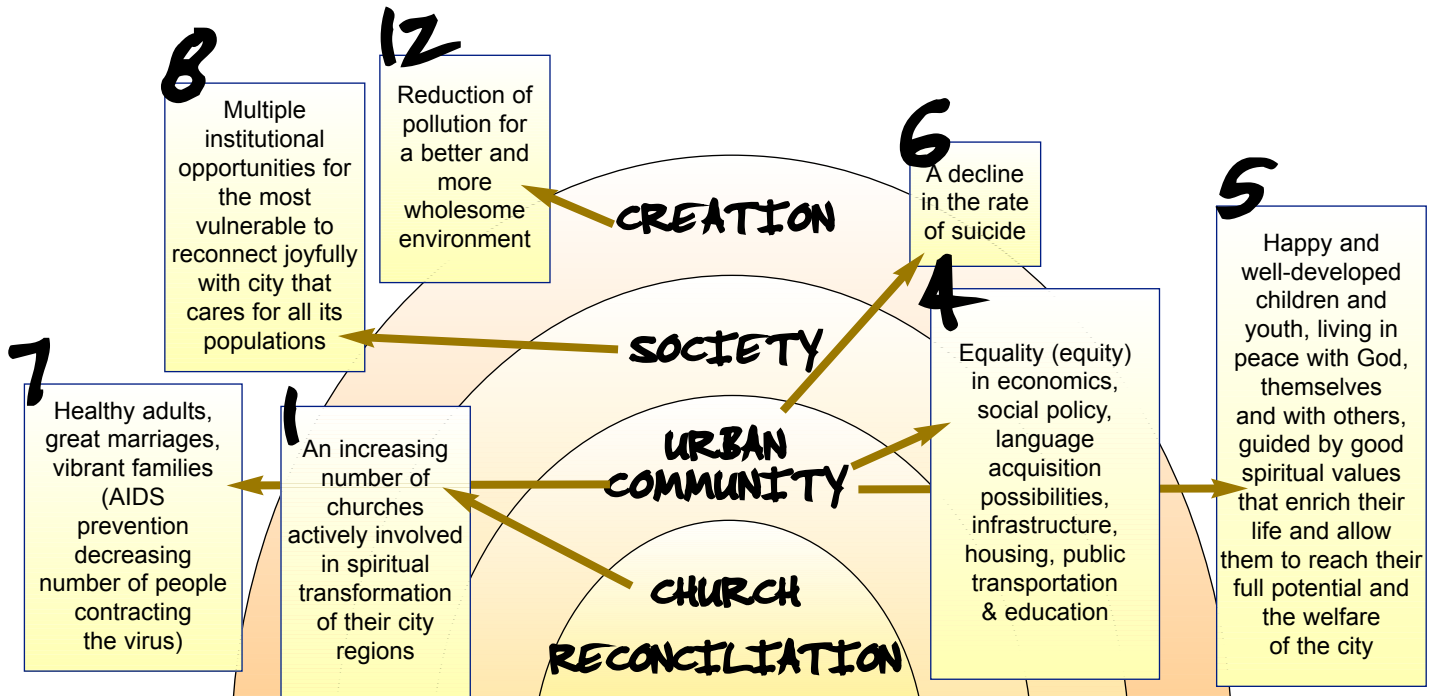 8
Multiple
institutional
opportunities for
the most
vulnerable to
reconnect joyfully
with city that
cares for all its
populations
12
Reduction of
pollution for
a better and
more
wholesome
environment
6
A decline
in the rate
of suicide
5
Happy and
well-developed
children and
youth, living in
peace with God,
themselves
and with others,
guided by good
spiritual values
that enrich their
life and allow
them to reach their
full potential and
the welfare
of the city
4
Equality (equity)
in economics,
social policy,
language
acquisition
possibilities,
infrastructure,
housing, public
transportation
& education
7
Healthy adults,
great marriages,
vibrant families
(AIDS
prevention
decreasing
number of people
contracting
the virus)
1
An increasing
number of
churches
actively involved
in spiritual
transformation
of their city
regions
CREATION
SOCIETY
URBAN
COMMUNITY
CHURCH
RECONCILIATION